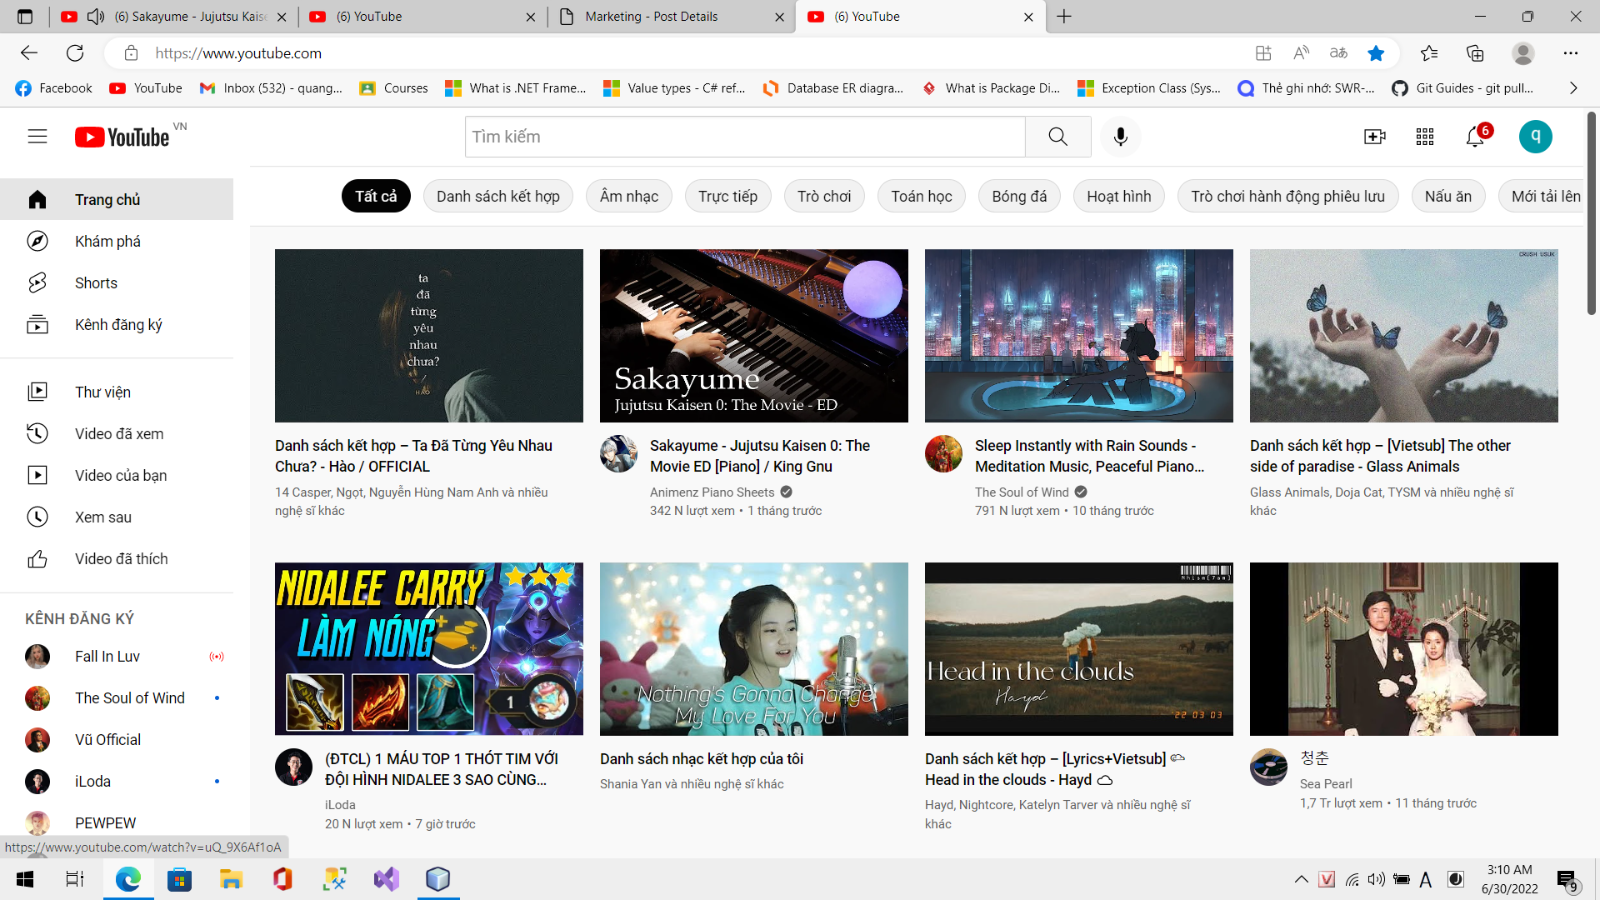 (6) Sakayume - Jujutsu Kais
(6) YouTube
Marketing - Post Details
(6) YouTube
https://www.youtube.com
Facebook
YouTube
Inbox (532) - quang...
Courses
What is .NET Frame...
Value types - C# ref...
Database ER diagra...
What is Package Di...
Exception Class (Sys...
Thẻ ghi nhớ: SWR-...
Git Guides - git pull...
YouTube VN
Tìm kiếm
6
q
Trang chủ
Khám phá
Shorts
Kênh đăng ký
Thư viện
Video đã xem
Video của bạn
Xem sau
Video đã thích
KÊNH ĐĂNG KÝ
Fall In Luv
The Soul of Wind
Vũ Official
iLoda
PEWPEW
https://www.youtube.com/watch?v=uQ_9X6Af1oA
Tất cả
Danh sách kết hợp
Âm nhạc
Trực tiếp
Trò chơi
Toán học
Bóng đá
Hoạt hình
Trò chơi hành động phiêu lưu
Nấu ăn
Mới tải lên
ta
đã
từng
yêu
nhau
chưa?
/
HÀO
Danh sách kết hợp – Ta Đã Từng Yêu Nhau
Chưa? - Hào / OFFICIAL
14 Casper, Ngọt, Nguyễn Hùng Nam Anh và nhiều
nghệ sĩ khác
Sakayume
Jujutsu Kaisen 0: The Movie - ED
Sakayume - Jujutsu Kaisen 0: The
Movie ED [Piano] / King Gnu
Animenz Piano Sheets
342 N lượt xem • 1 tháng trước
Sleep Instantly with Rain Sounds -
Meditation Music, Peaceful Piano...
The Soul of Wind
791 N lượt xem • 10 tháng trước
CRUSH USUK
Danh sách kết hợp – [Vietsub] The other
side of paradise - Glass Animals
Glass Animals, Doja Cat, TYSM và nhiều nghệ sĩ
khác
NIDALEE CARRY
LÀM NÓNG
1
(ĐTCL) 1 MÁU TOP 1 THÓT TIM VỚI
ĐỘI HÌNH NIDALEE 3 SAO CÙNG...
iLoda
20 N lượt xem • 7 giờ trước
Nothing's Gonna Change
My Love For You
Danh sách nhạc kết hợp của tôi
Shania Yan và nhiều nghệ sĩ khác
Head in the clouds
Hayd
'22 03 03
Danh sách kết hợp – [Lyrics+Vietsub]
Head in the clouds - Hayd
Hayd, Nightcore, Katelyn Tarver và nhiều nghệ sĩ
khác
청춘
Sea Pearl
1,7 Tr lượt xem • 11 tháng trước
V
A
3:10 AM
6/30/2022
9